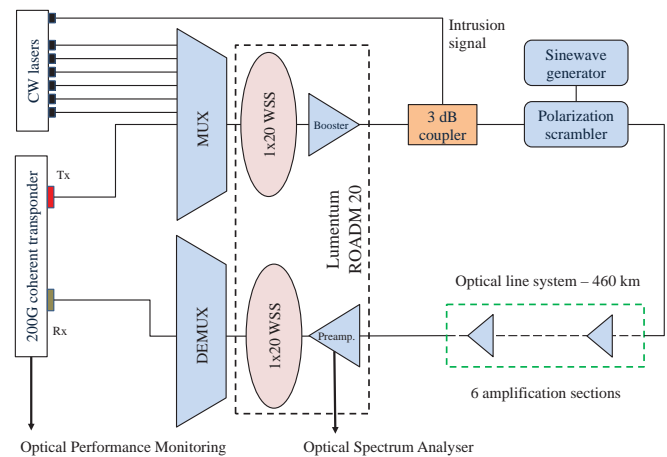 CW lasers
Intrusion
signal
Sinewave
generator
MUX
1x20 WSS
Booster
3 dB
coupler
Polarization
scrambler
Tx
200G coherent transponder
Rx
Lumentum
ROADM 20
DEMUX
1x20 WSS
Preamp.
Optical line system – 460 km
6 amplification sections
Optical Performance Monitoring
Optical Spectrum Analyser